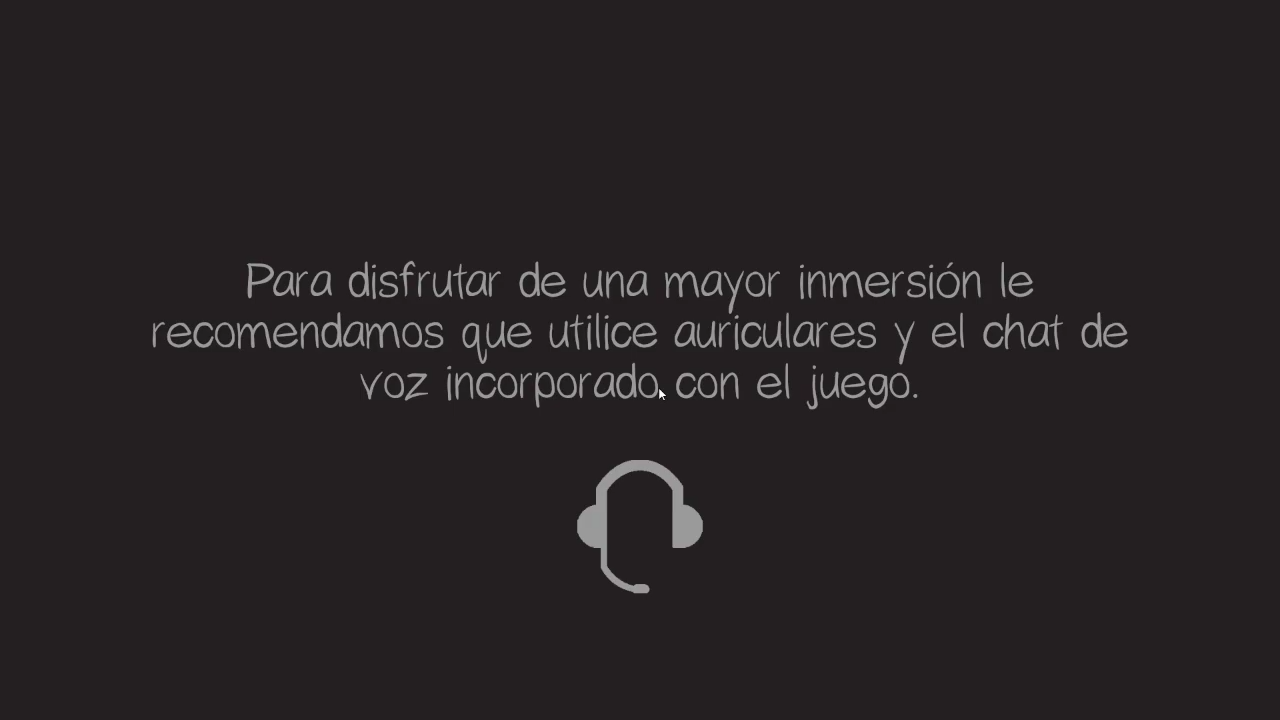 Para disfrutar de una mayor inmersión le
recomendamos que utilice auriculares y el chat de
voz incorporado con el juego.